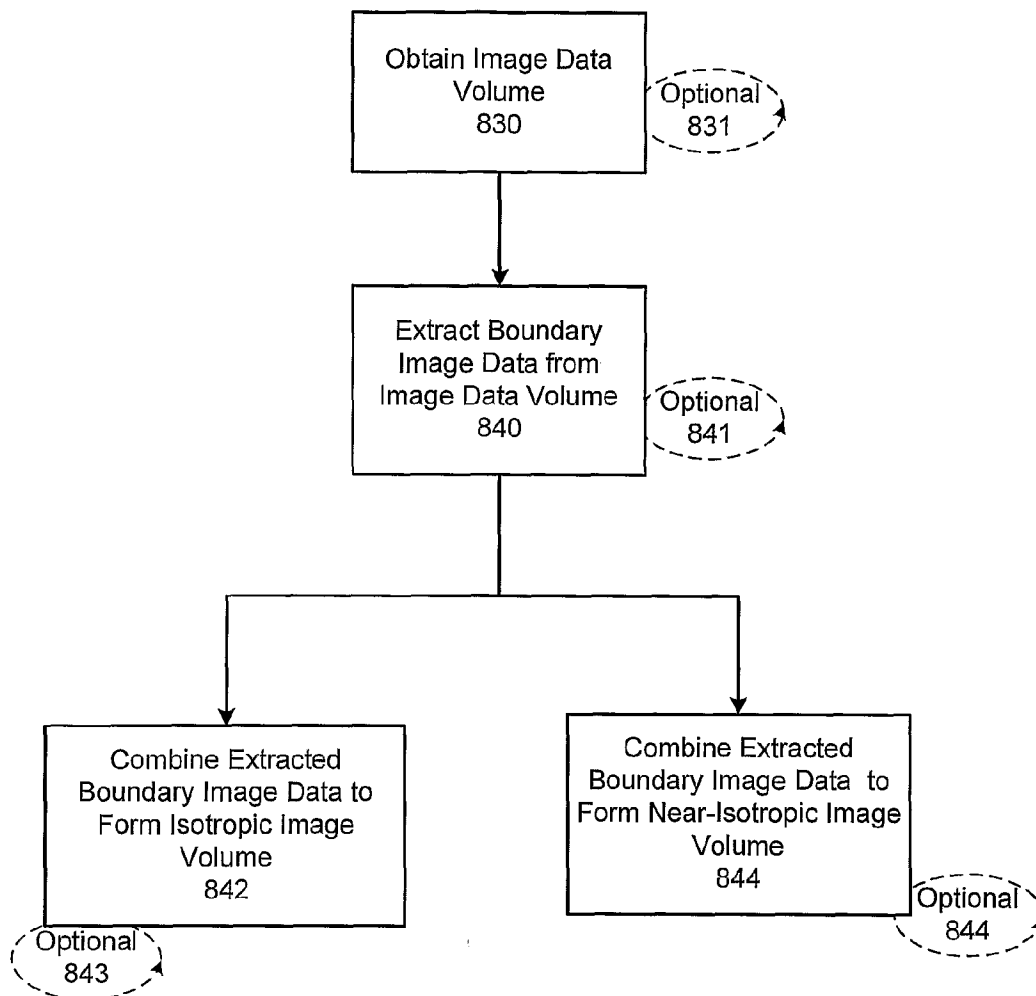 Obtain Image Data
Volume
830
Optional
831
Extract Boundary
Image Data from
Image Data Volume
840
Optional
841
Combine Extracted
Boundary Image Data to
Form Isotropic Image
Volume
842
Optional
843
Combine Extracted
Boundary Image Data to
Form Near-Isotropic Image
Volume
844
Optional
844